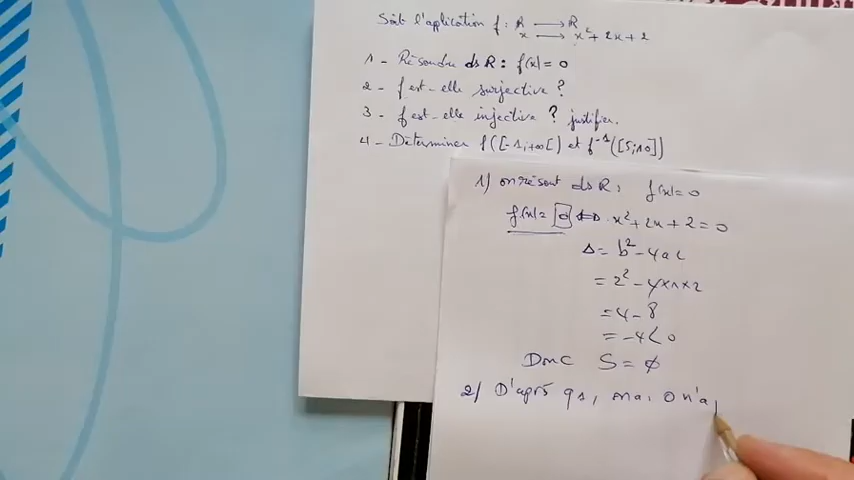 Soit l'application f: R → R
x → x² + 2x + 2
1 - Résoudre ds R : f(x) = 0
2 - f est-elle surjective ?
3 - f est-elle injective ? justifier.
4 - Déterminer f([-1;+∞[) et f⁻¹([5;10])
1) on résout ds R : f(x) = 0
f(x) = 0 ⇔ x² + 2x + 2 = 0
Δ = b² - 4ac
= 2² - 4×1×2
= 4 - 8
= -4 < 0
Donc S = ∅
2) D'après q1, on a : 0 n'a